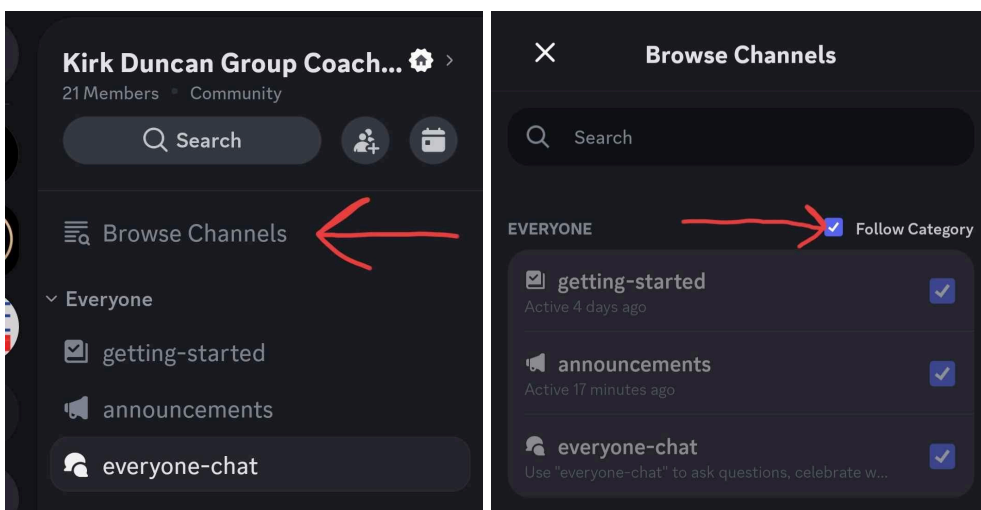 Kirk Duncan Group Coach...
21 Members • Community
Search
Browse Channels
Everyone
getting-started
announcements
everyone-chat
Browse Channels
Search
EVERYONE
Follow Category
getting-started
Active 4 days ago
announcements
Active 17 minutes ago
everyone-chat
Use "everyone-chat" to ask questions, celebrate w...